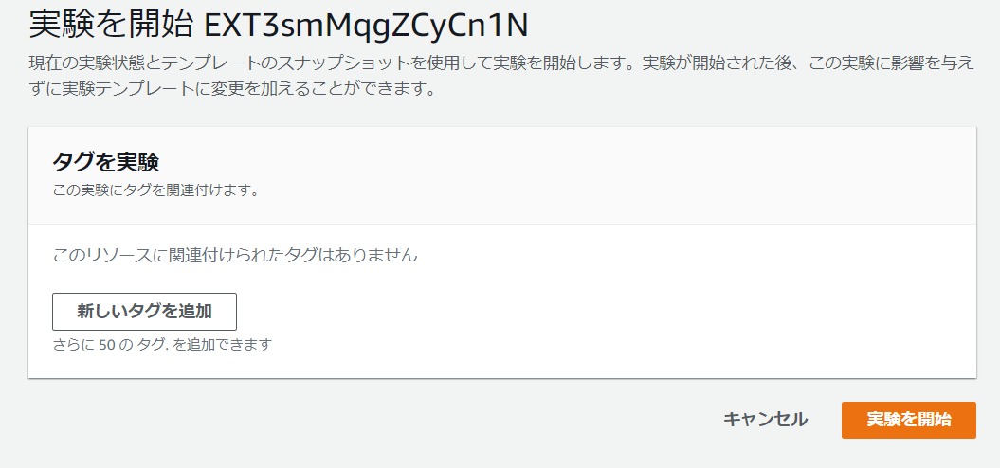 実験を開始 EXT3smMqgZCyCn1N
現在の実験状態とテンプレートのスナップショットを使用して実験を開始します。実験が開始された後、この実験に影響を与え
ずに実験テンプレートに変更を加えることができます。
タグを実験
この実験にタグを関連付けます。
このリソースに関連付けられたタグはありません
新しいタグを追加
さらに 50 の タグ. を追加できます
キャンセル
実験を開始